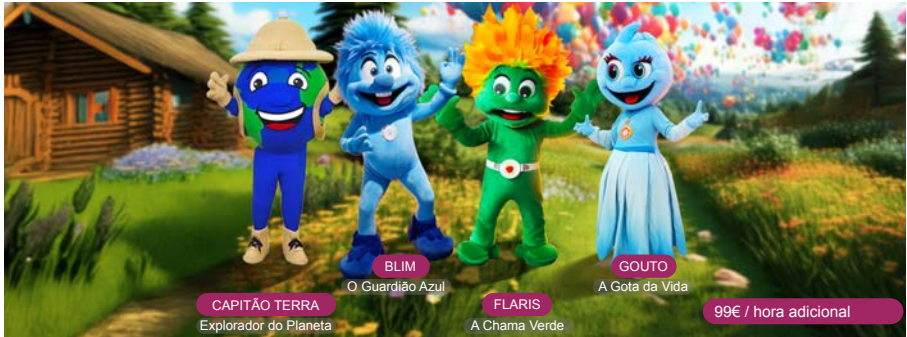 BLIM
O Guardião Azul
GOUTO
A Gota da Vida
CAPITÃO TERRA
Explorador do Planeta
FLARIS
A Chama Verde
99€ / hora adicional